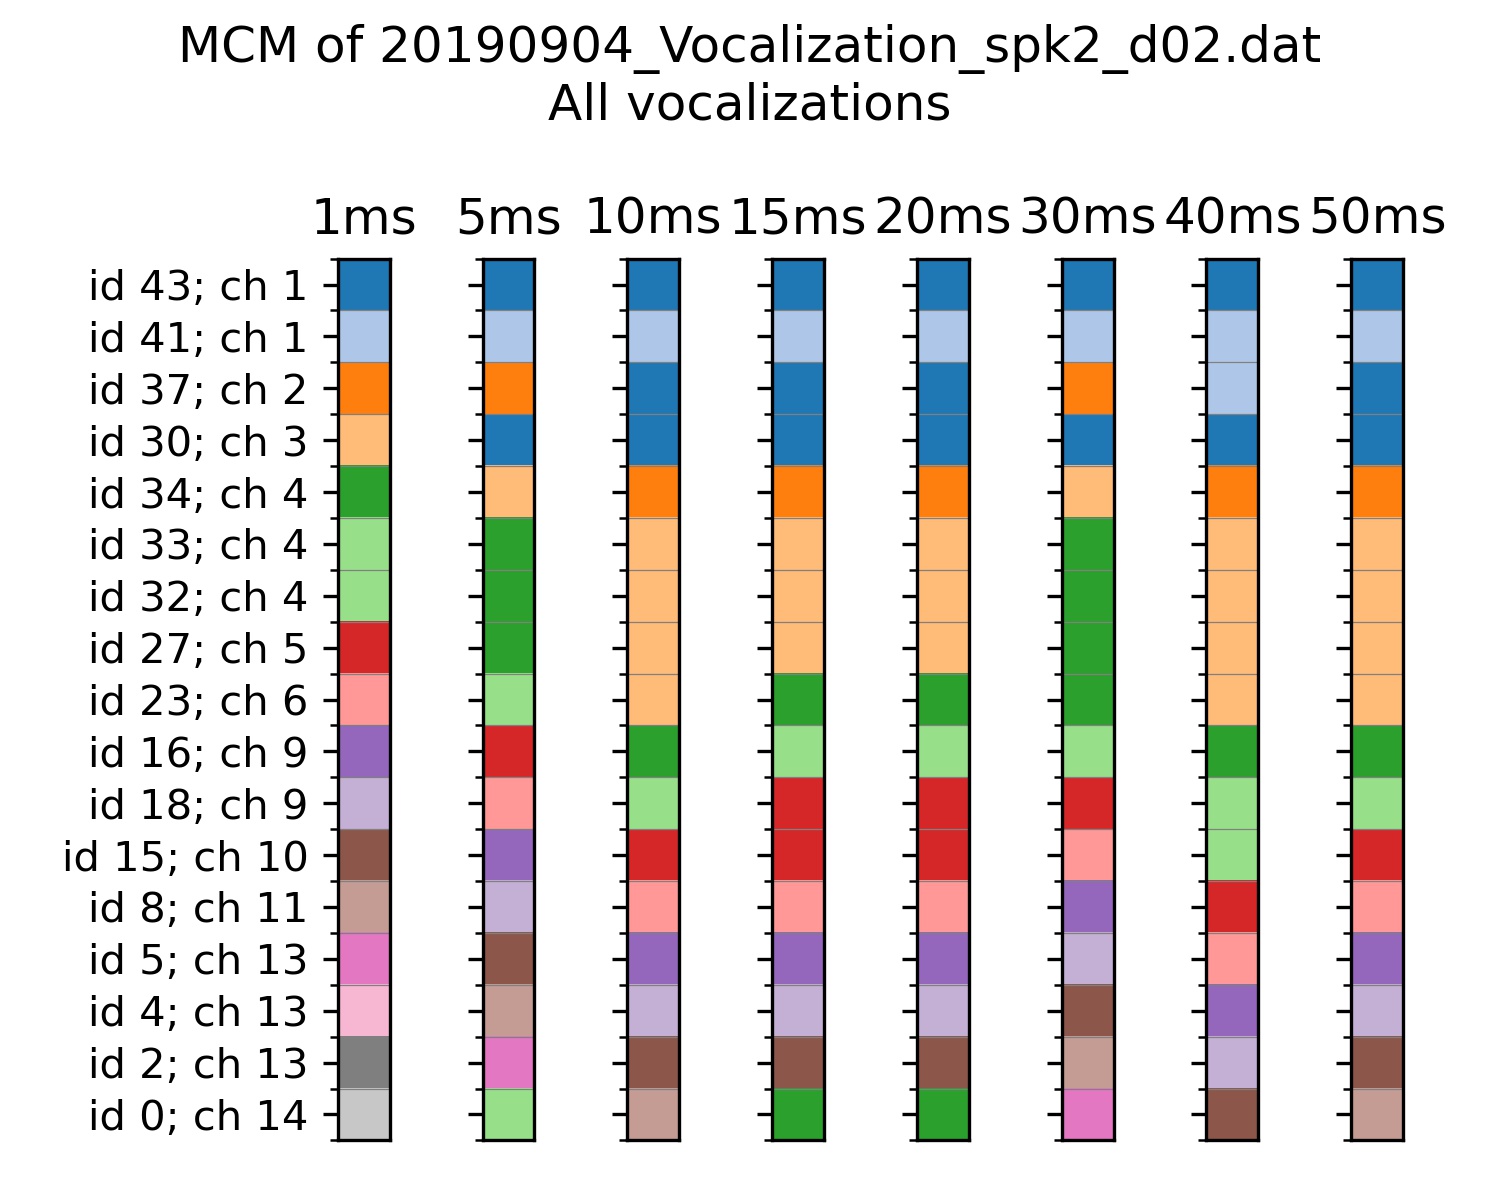 MCM of 20190904_Vocalization_spk2_d02.dat
All vocalizations
1ms 5ms 10ms 15ms 20ms 30ms 40ms 50ms
id 43; ch 1
id 41; ch 1
id 37; ch 2
id 30; ch 3
id 34; ch 4
id 33; ch 4
id 32; ch 4
id 27; ch 5
id 23; ch 6
id 16; ch 9
id 18; ch 9
id 15; ch 10
id 8; ch 11
id 5; ch 13
id 4; ch 13
id 2; ch 13
id 0; ch 14